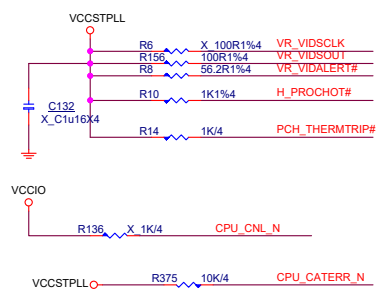 VCCSTPLL
R6 X_100R1%4 VR_VIDSCLK
R156 100R1%4 VR_VIDSOUT
R8 56.2R1%4 VR_VIDALERT#
C132
X_C1u16X4
R10 1K1%4 H_PROCHOT#
R14 1K/4 PCH_THERMTRIP#
VCCIO
R136 X_1K/4 CPU_CNL_N
VCCSTPLL R375 10K/4 CPU_CATERR_N